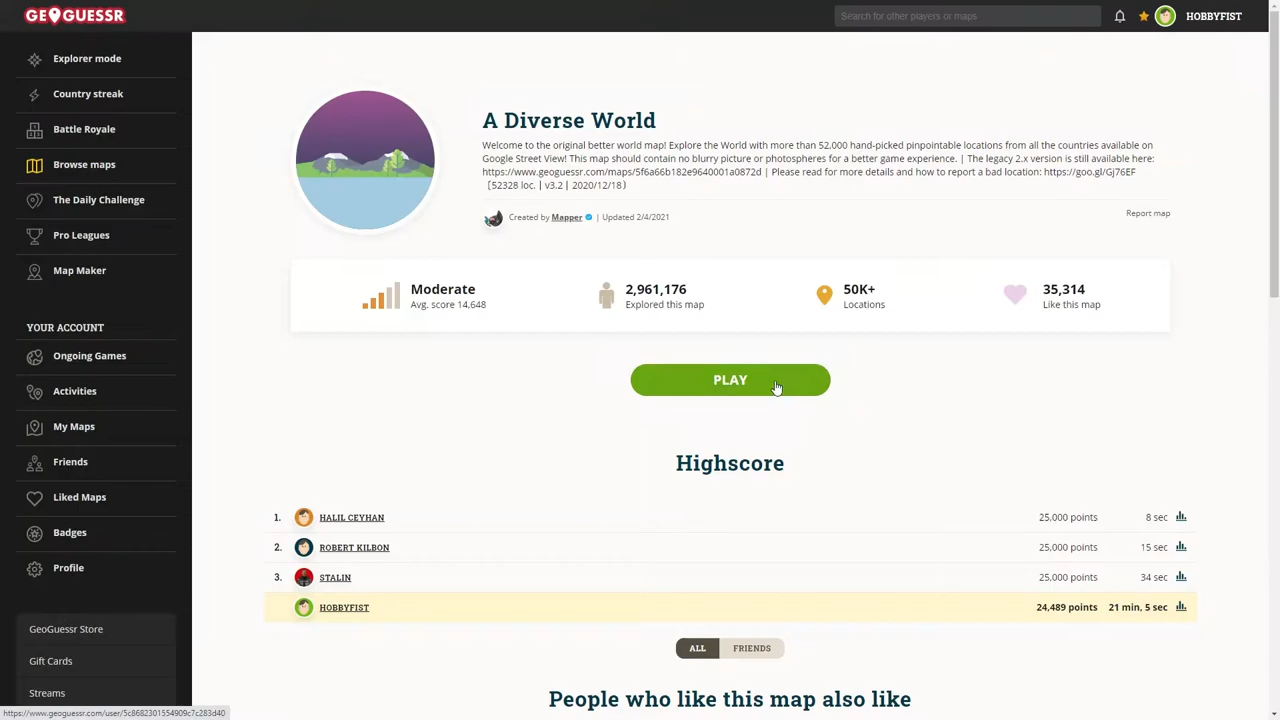 GEOGUESSR
Search for other players or maps
HOBBYFIST
Explorer mode
Country streak
Battle Royale
Browse maps
The Daily Challenge
Pro Leagues
Map Maker
YOUR ACCOUNT
Ongoing Games
Activities
My Maps
Friends
Liked Maps
Badges
Profile
GeoGuessr Store
Gift Cards
Streams
https://www.geoguessr.com/user/5c8682301554909c7c283d40
A Diverse World
Welcome to the original better world map! Explore the World with more than 52,000 hand-picked pinpointable locations from all the countries available on
Google Street View! This map should contain no blurry picture or photospheres for a better game experience. | The legacy 2.x version is still available here:
https://www.geoguessr.com/maps/5f6a66b182e9640001a0872d | Please read for more details and how to report a bad location: https://goo.gl/Gj76EF
[52328 loc. | v3.2 | 2020/12/18]
Created by Mapper | Updated 2/4/2021
Report map
Moderate
Avg. score 14,648
2,961,176
Explored this map
50K+
Locations
35,314
Like this map
PLAY
Highscore
1. HALIL CEYHAN 25,000 points 8 sec
2. ROBERT KILBON 25,000 points 15 sec
3. STALIN 25,000 points 34 sec
HOBBYFIST 24,489 points 21 min, 5 sec
ALL FRIENDS
People who like this map also like